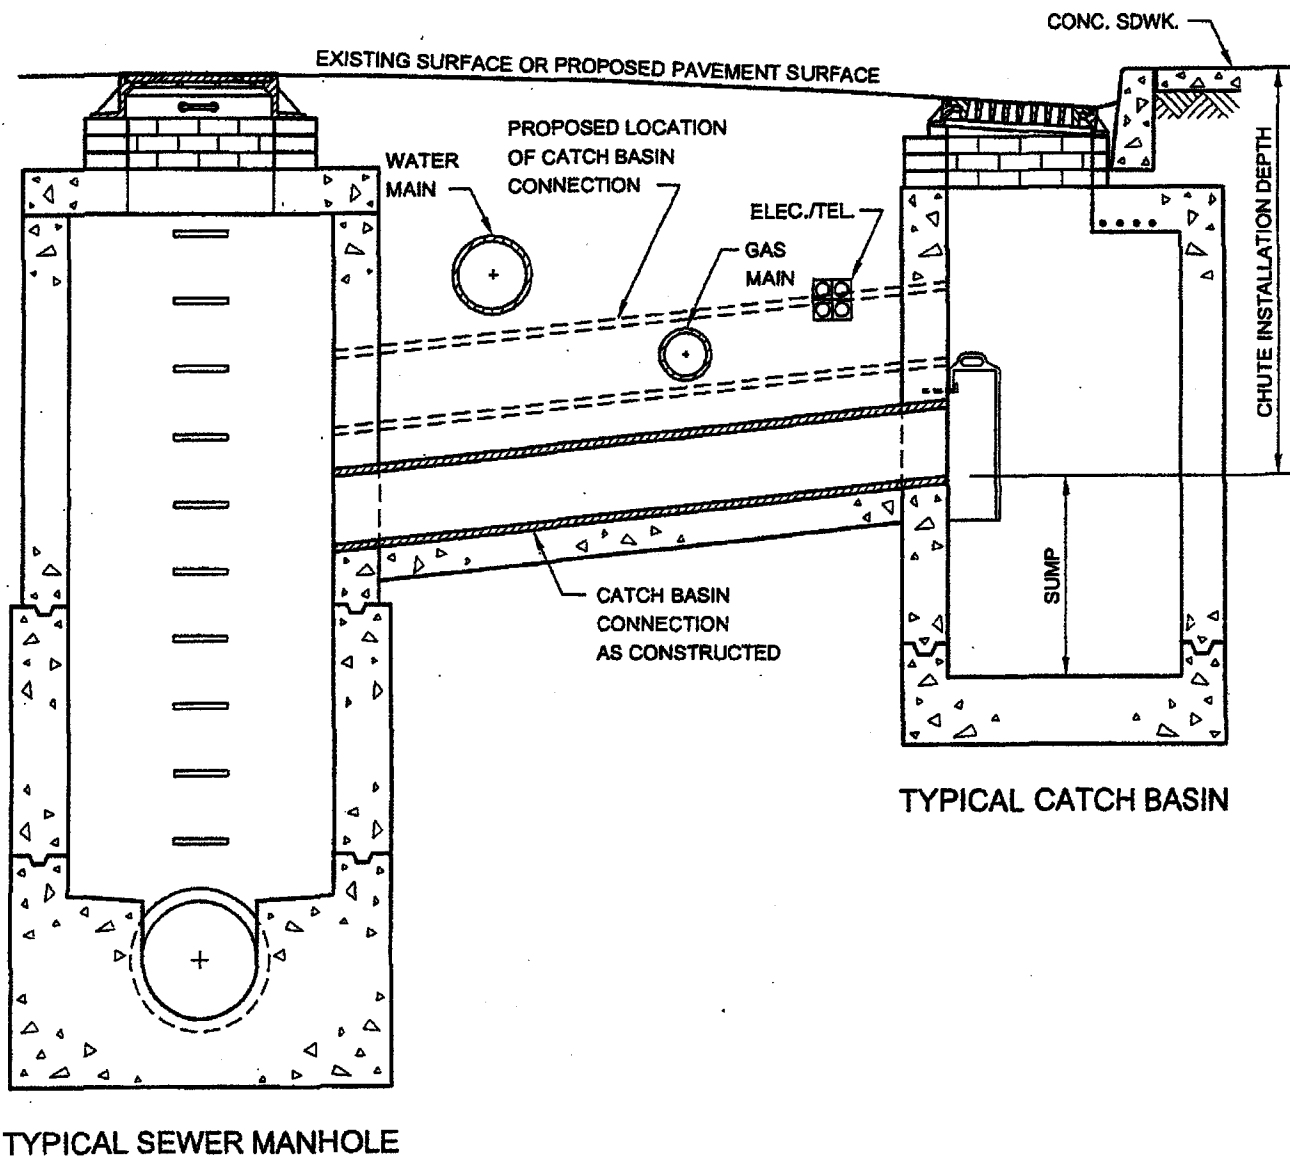 CONC. SDWK.
EXISTING SURFACE OR PROPOSED PAVEMENT SURFACE
PROPOSED LOCATION
OF CATCH BASIN
CONNECTION
WATER
MAIN
ELEC./TEL.
GAS
MAIN
CHUTE INSTALLATION DEPTH
SUMP
CATCH BASIN
CONNECTION
AS CONSTRUCTED
TYPICAL CATCH BASIN
TYPICAL SEWER MANHOLE